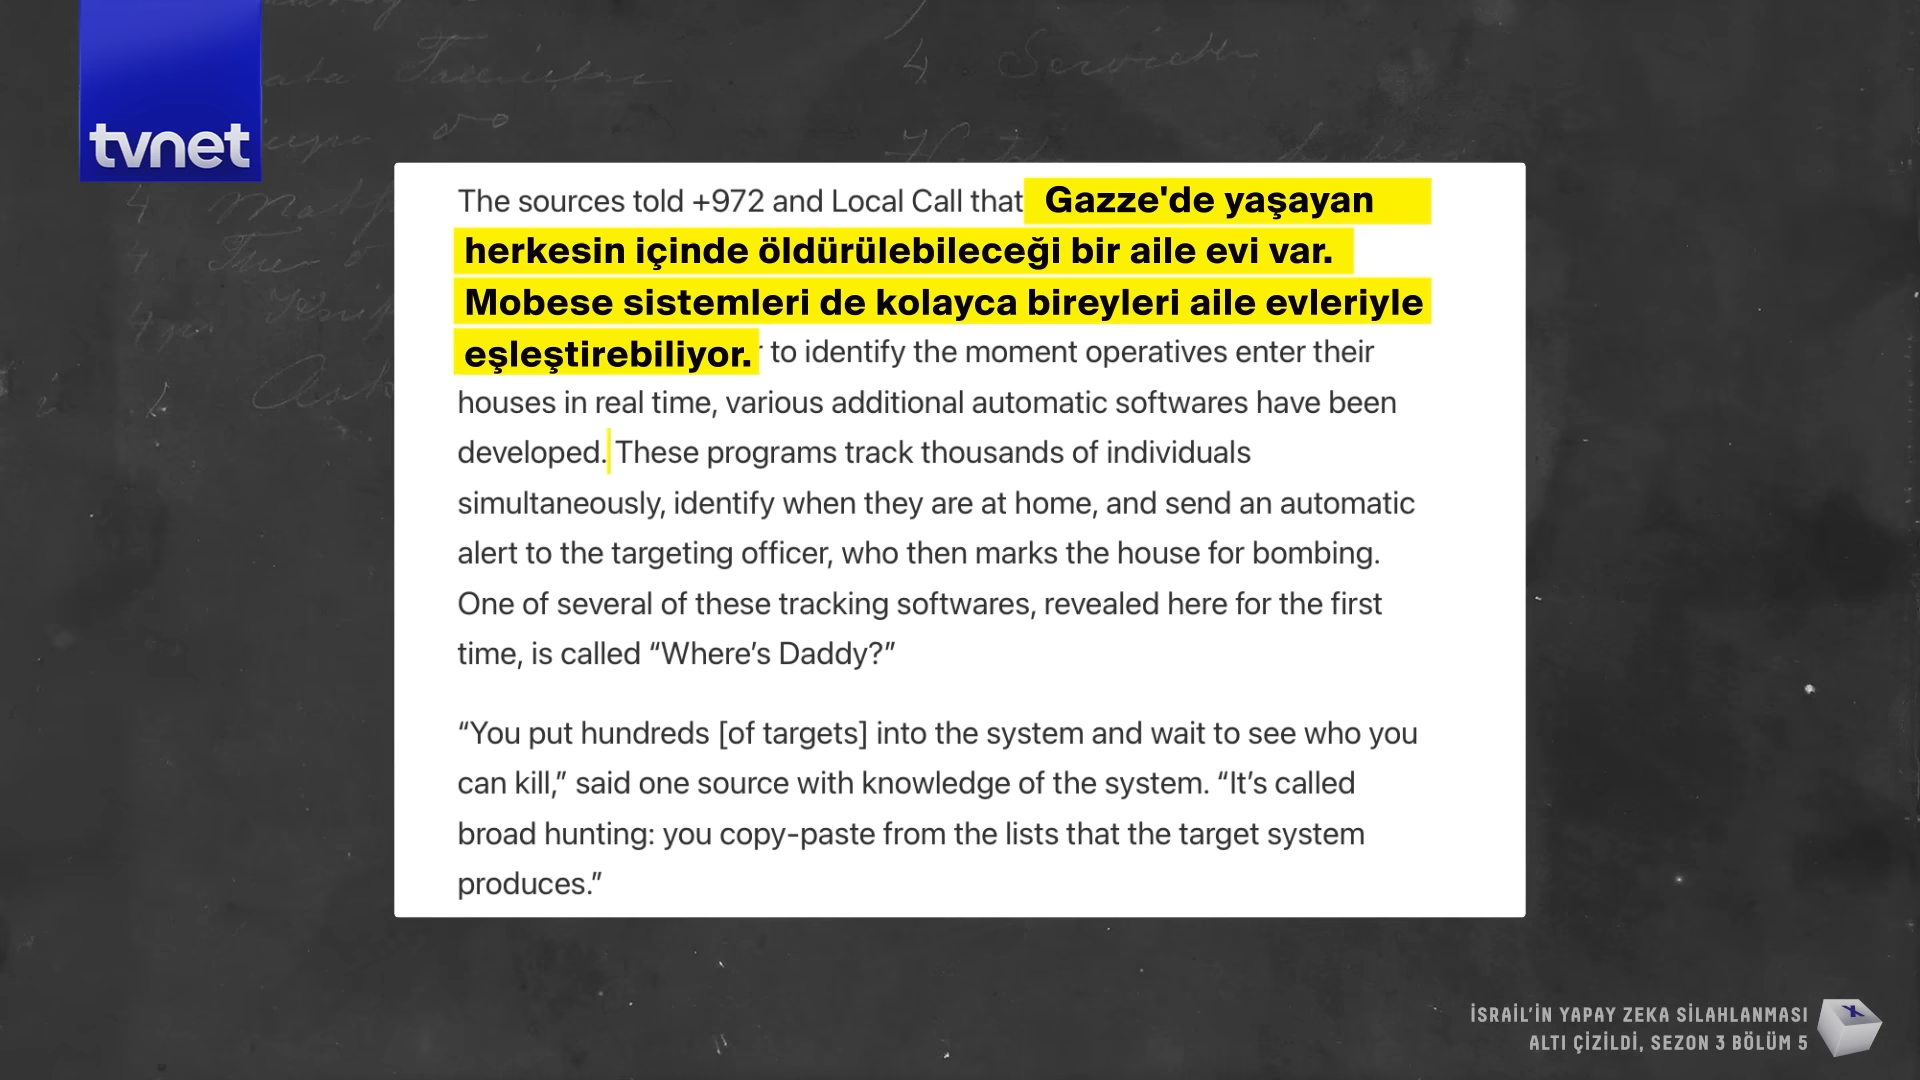 tvnet
The sources told +972 and Local Call that Gazze'de yaşayan
herkesin içinde öldürülebileceği bir aile evi var.
Mobese sistemleri de kolayca bireyleri aile evleriyle
eşleştirebiliyor. to identify the moment operatives enter their
houses in real time, various additional automatic softwares have been
developed. These programs track thousands of individuals
simultaneously, identify when they are at home, and send an automatic
alert to the targeting officer, who then marks the house for bombing.
One of several of these tracking softwares, revealed here for the first
time, is called “Where’s Daddy?”
“You put hundreds [of targets] into the system and wait to see who you
can kill,” said one source with knowledge of the system. “It’s called
broad hunting: you copy-paste from the lists that the target system
produces.”
İSRAİL’İN YAPAY ZEKA SİLAHLANMASI
ALTI ÇİZİLDİ, SEZON 3 BÖLÜM 5